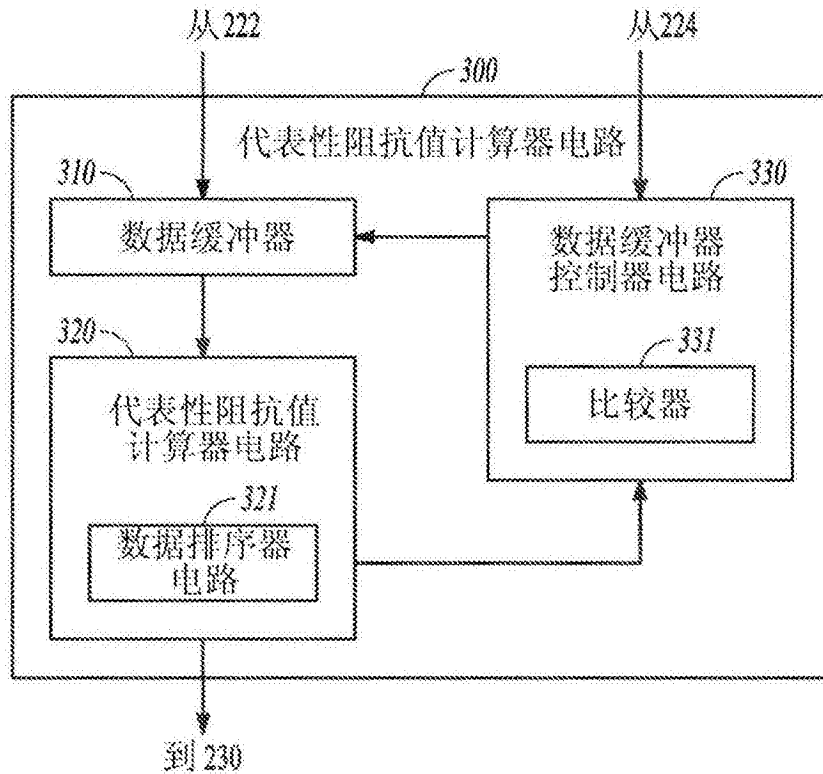 从222
从224
300
代表性阻抗值计算器电路
310
330
数据缓冲器
数据缓冲器
控制器电路
320
331
代表性阻抗值
计算器电路
比较器
321
数据排序器
电路
到230